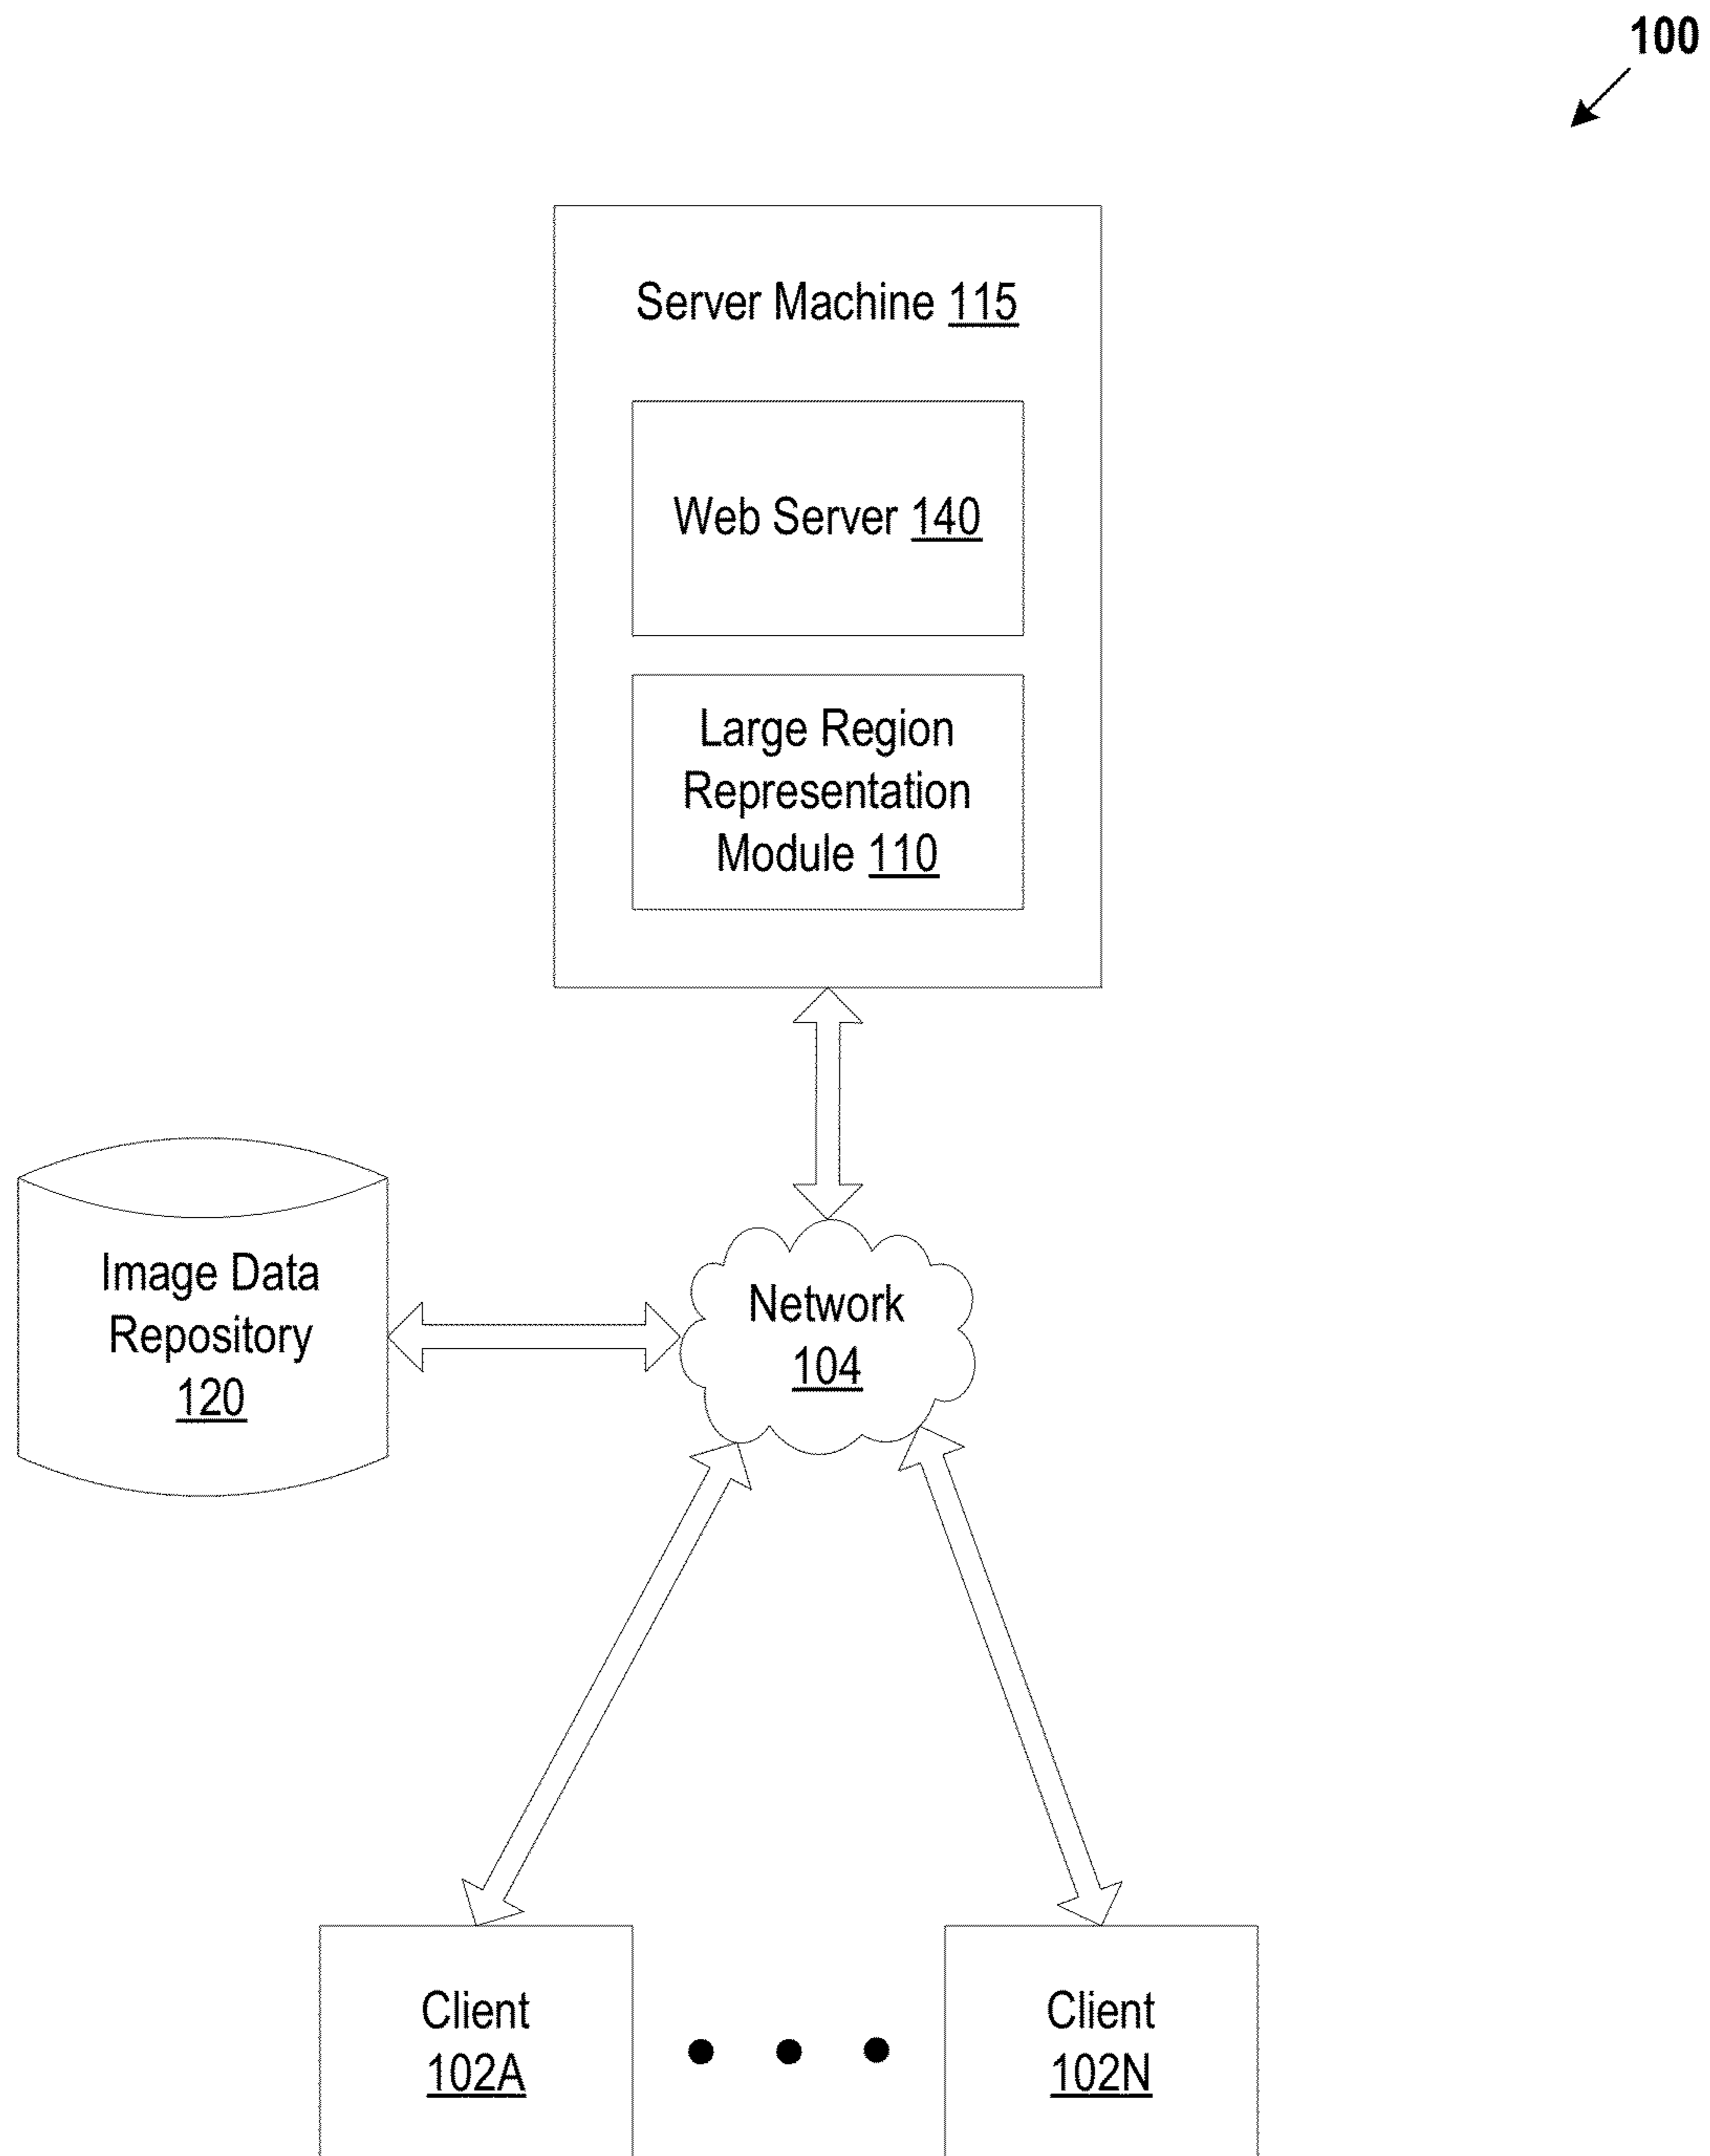 100
Server Machine 115
Web Server 140
Large Region
Representation
Module 110
Image Data
Repository
120
Network
104
Client
102A
Client
102N